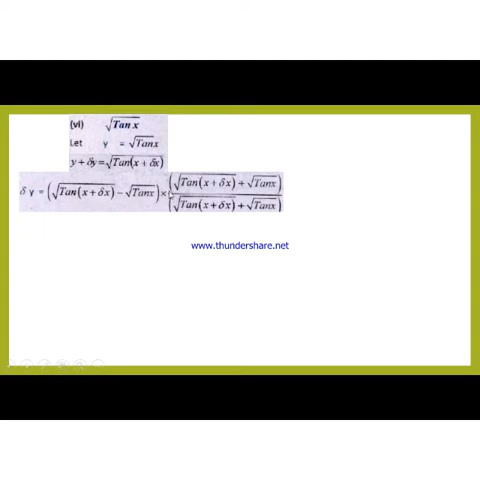 (vi) √Tan x
Let y = √Tanx
y + δy = √Tan(x + δx)
δ y = (√Tan(x + δx) − √Tanx) × (√Tan(x + δx) + √Tanx) / (√Tan(x + δx) + √Tanx)
www.thundershare.net